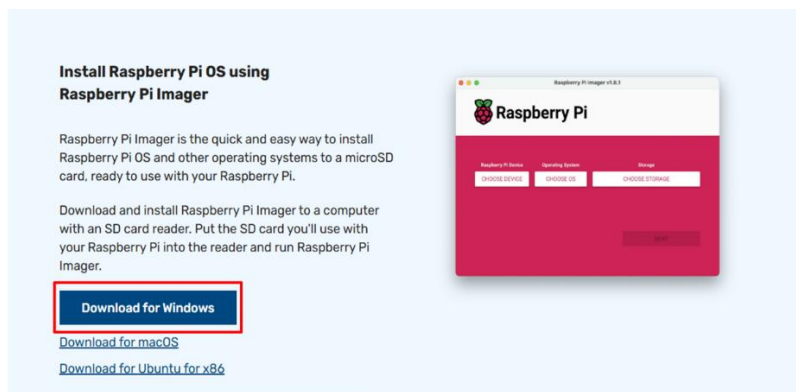 Install Raspberry Pi OS using
Raspberry Pi Imager
Raspberry Pi Imager is the quick and easy way to install
Raspberry Pi OS and other operating systems to a microSD
card, ready to use with your Raspberry Pi.
Download and install Raspberry Pi Imager to a computer
with an SD card reader. Put the SD card you'll use with
your Raspberry Pi into the reader and run Raspberry Pi
Imager.
Download for Windows
Download for macOS
Download for Ubuntu for x86
Raspberry Pi Imager v1.8.1
Raspberry Pi
Raspberry Pi Device Operating System Storage
CHOOSE DEVICE CHOOSE OS CHOOSE STORAGE